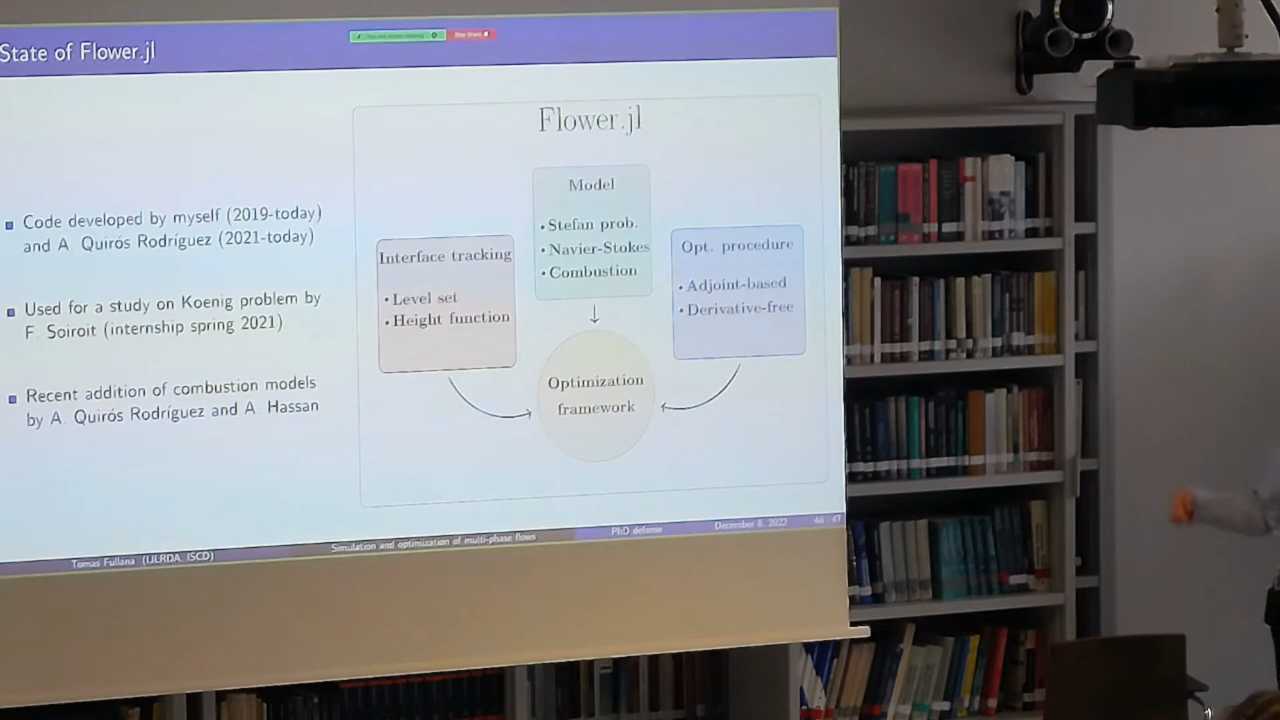 State of Flower.jl
Code developed by myself (2019-today)
and A. Quirós Rodríguez (2021-today)
Used for a study on Koenig problem by
F. Soiroit (internship spring 2021)
Recent addition of combustion models
by A. Quirós Rodríguez and A. Hassan
Flower.jl
Interface tracking
• Level set
• Height function
Model
• Stefan prob.
• Navier-Stokes
• Combustion
Opt. procedure
• Adjoint-based
• Derivative-free
Optimization
framework
Tomas Fullana (IJLRDA, ISCD)
Simulation and optimization of multi-phase flows
PhD defense
December 6, 2022
46 / 47